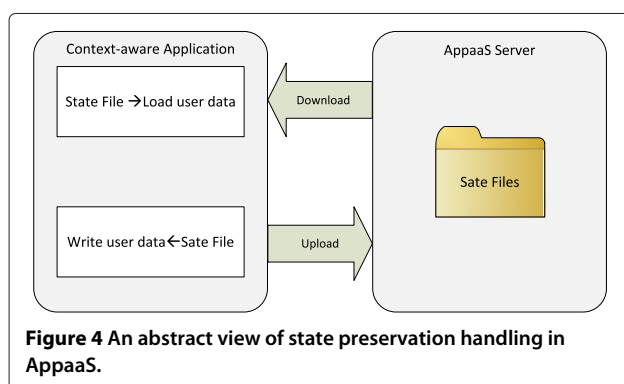 Context-aware Application
AppaaS Server
State File →Load user data
Download
Sate Files
Write user data←Sate File
Upload
Figure 4 An abstract view of state preservation handling in
AppaaS.